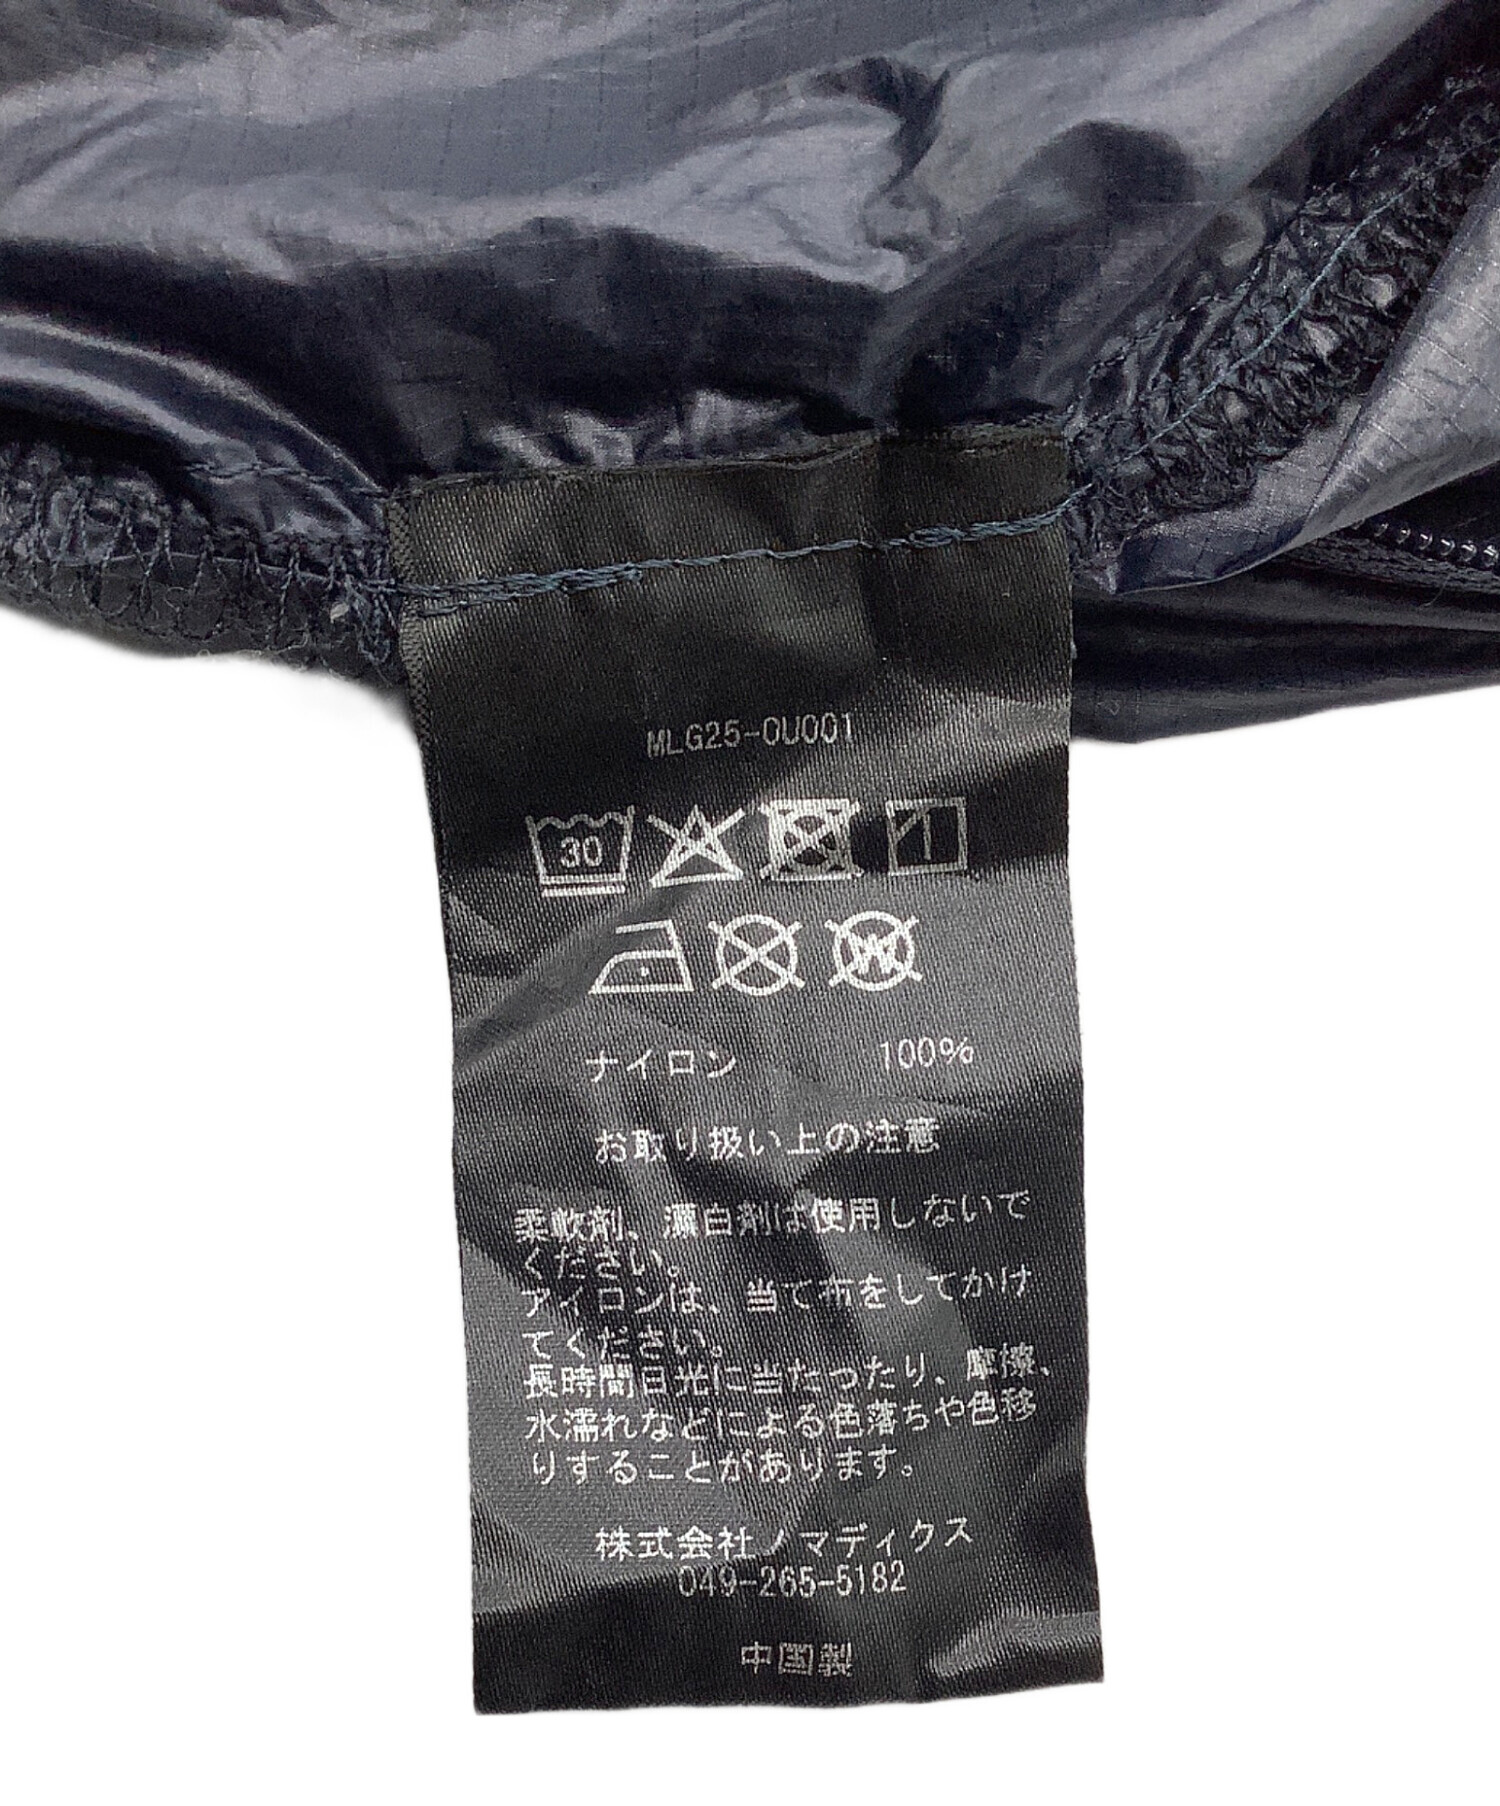 MLG25-OU001
30
W
ナイロン 100%
お取り扱い上の注意
柔軟剤、漂白剤は使用しないで
ください。
アイロンは、当て布をしてかけ
てください。
長時間日光に当たったり、摩擦、
水濡れなどによる色落ちや色移
りすることがあります。
株式会社ノマディクス
049-265-5182
中国製